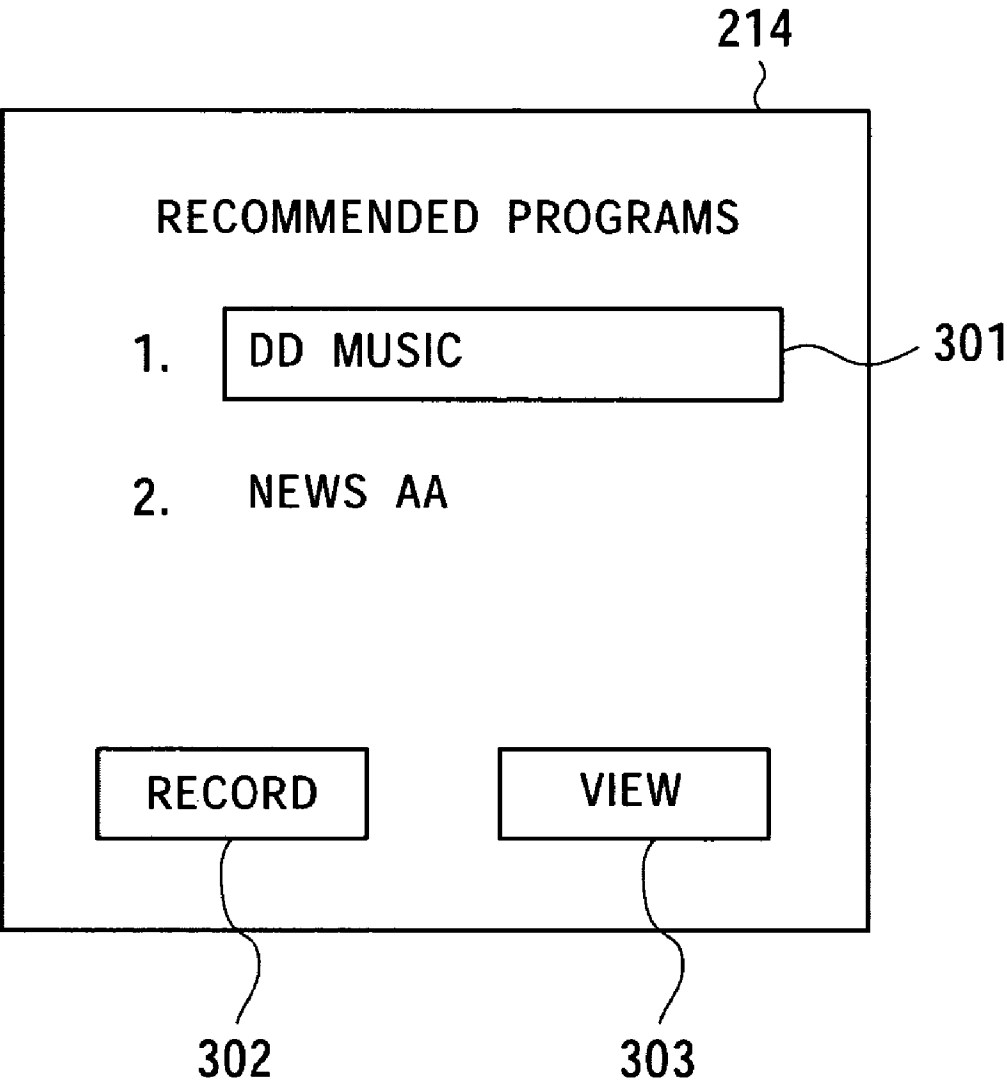 214
RECOMMENDED PROGRAMS
1. DD MUSIC
301
2. NEWS AA
RECORD VIEW
302 303